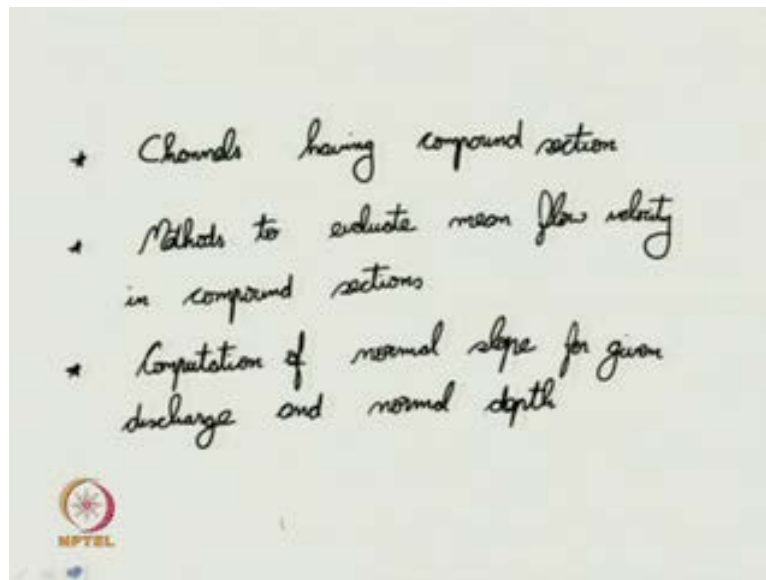 * Channels having compound section
* Methods to evaluate mean flow velocity
in compound sections
* Computation of normal slope for given
discharge and normal depth
NPTEL